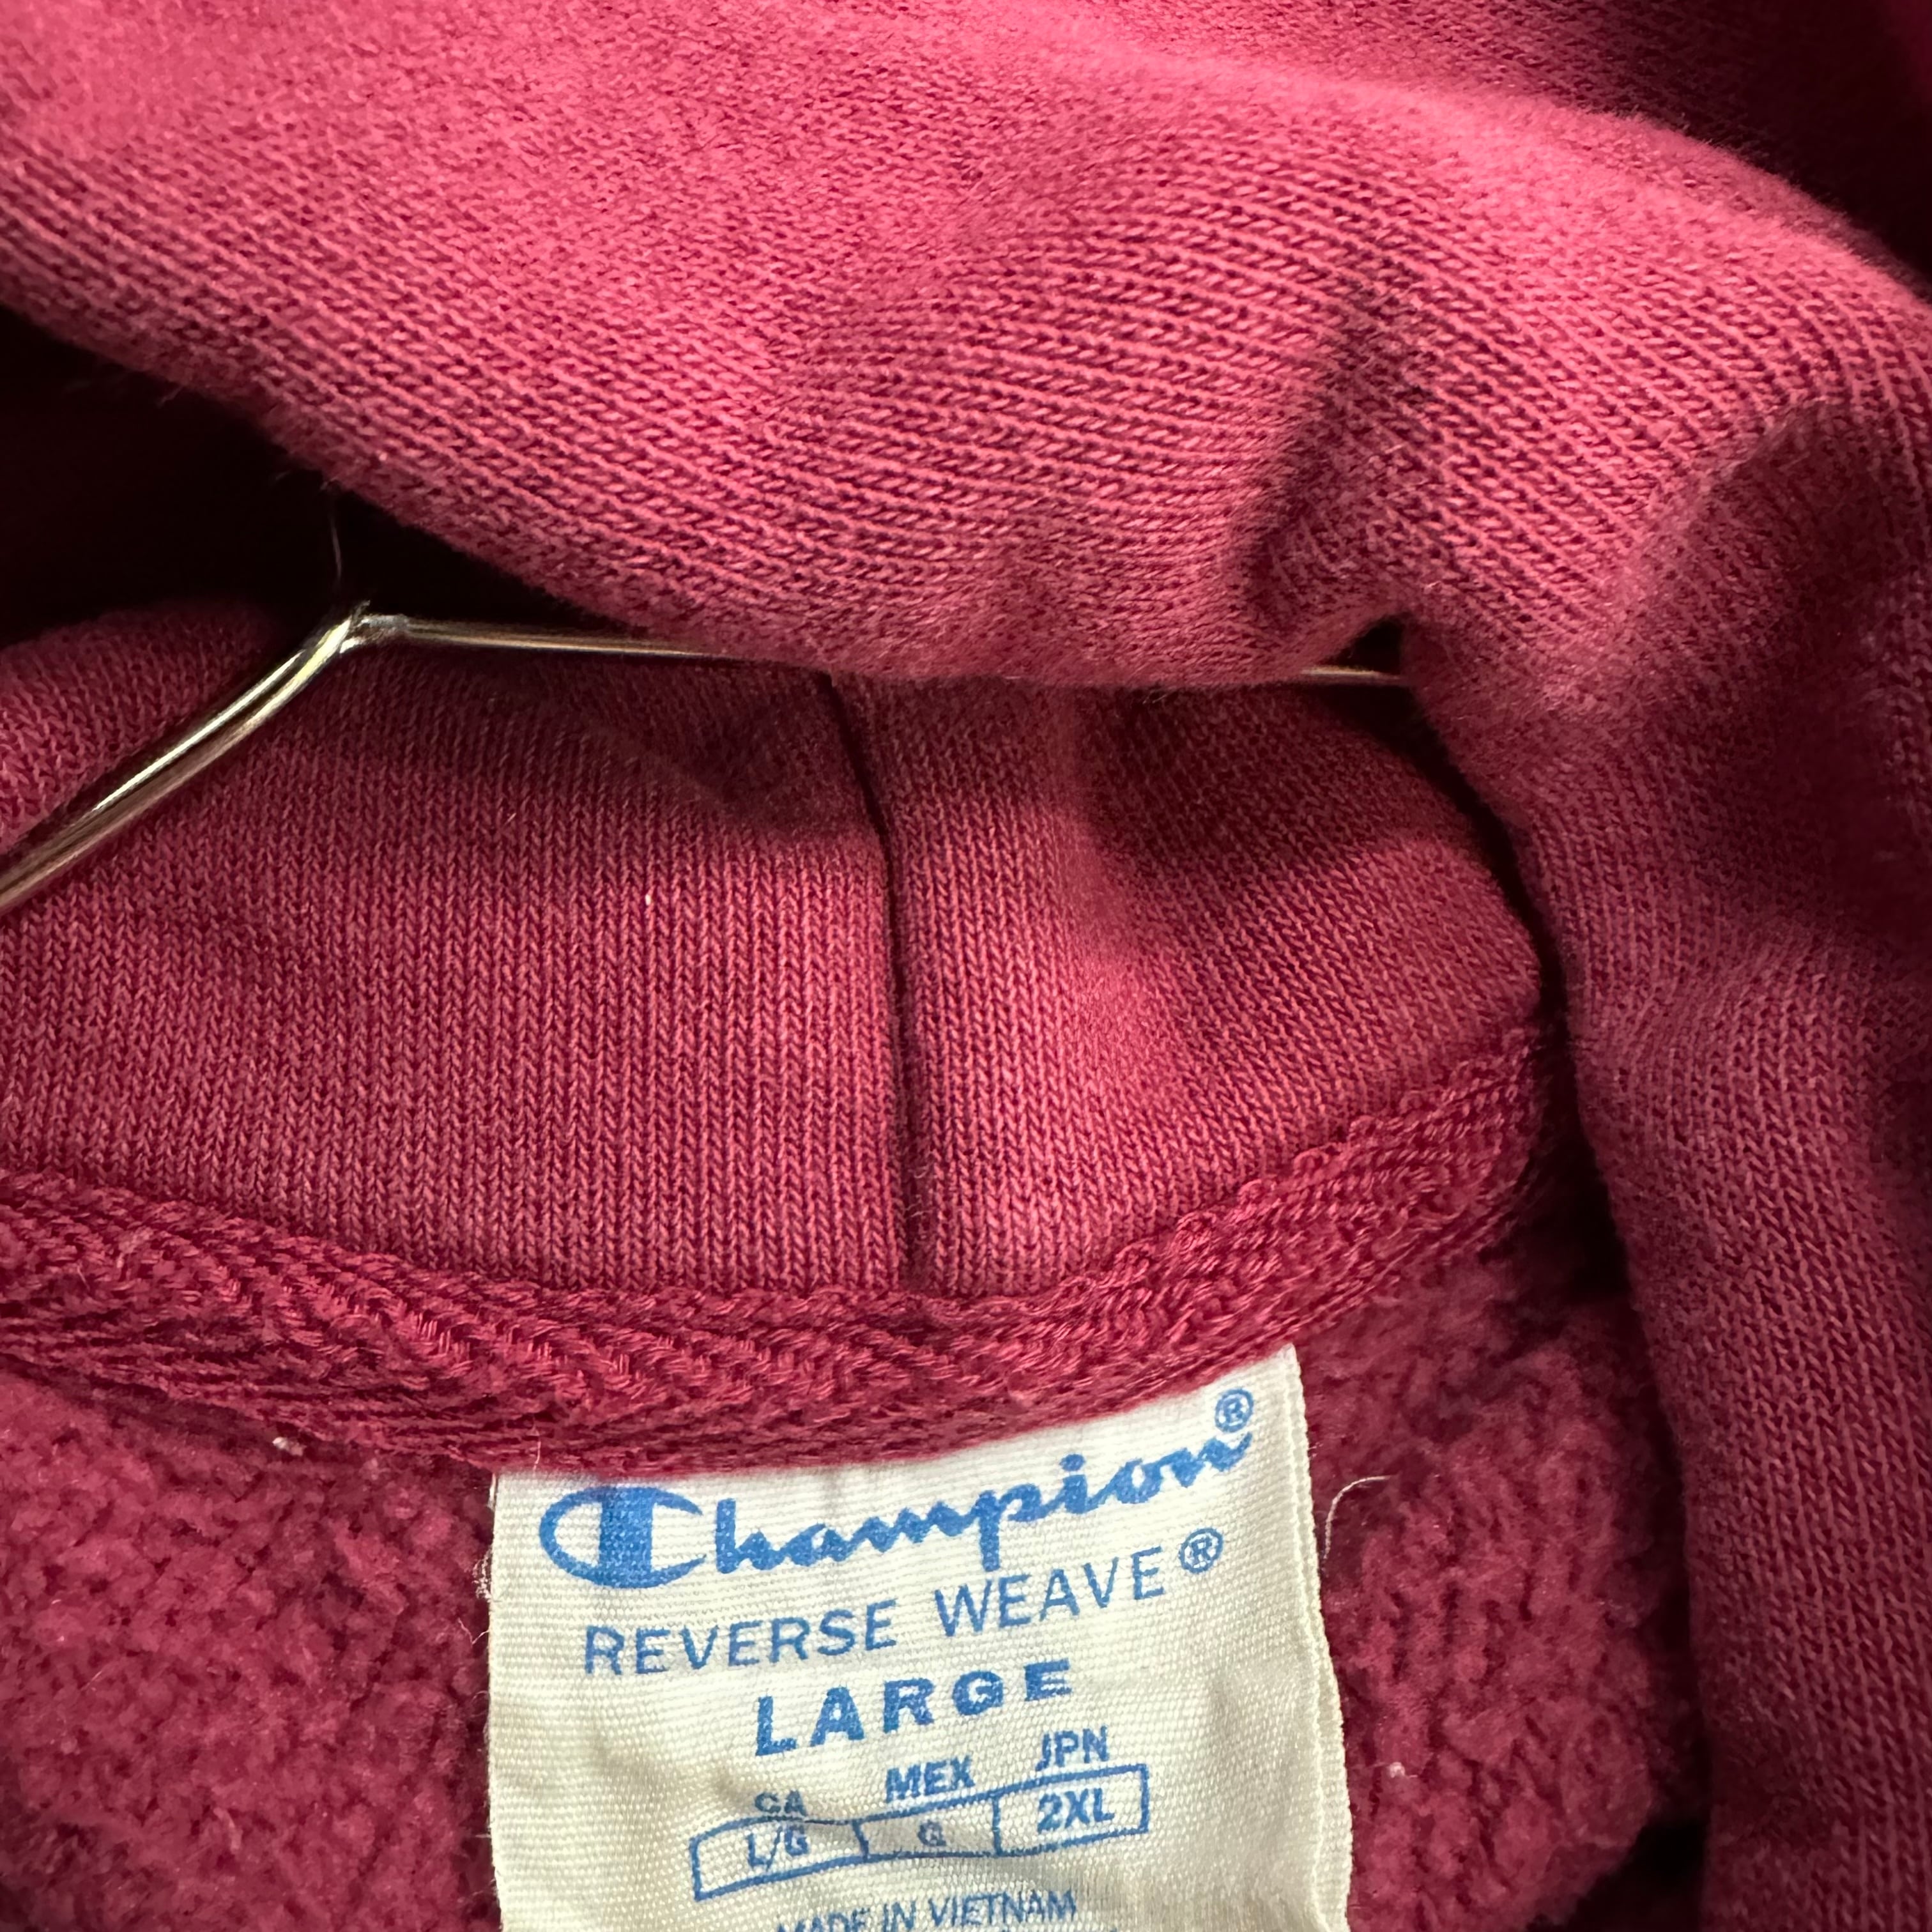 Champion®
REVERSE WEAVE®
LARGE
CA MEX JPN
L/G G 2XL
MADE IN VIETNAM